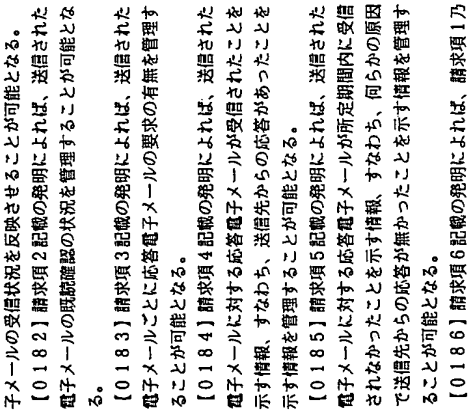 子メールの受信状況を反映させることが可能となる。
【0182】請求項2記載の発明によれば、送信された
電子メールの既読確認の状況を管理することが可能とな
る。
【0183】請求項3記載の発明によれば、送信された
電子メールごとに応答電子メールの要求の有無を管理す
ることが可能となる。
【0184】請求項4記載の発明によれば、送信された
電子メールに対する応答電子メールが受信されたことを
示す情報、すなわち、送信先からの応答があったことを
示す情報を管理することが可能となる。
【0185】請求項5記載の発明によれば、送信された
電子メールに対する応答電子メールが所定期間内に受信
されなかったことを示す情報、すなわち、何らかの原因
で送信先からの応答が無かったことを示す情報を管理す
ることが可能となる。
【0186】請求項6記載の発明によれば、請求項1乃